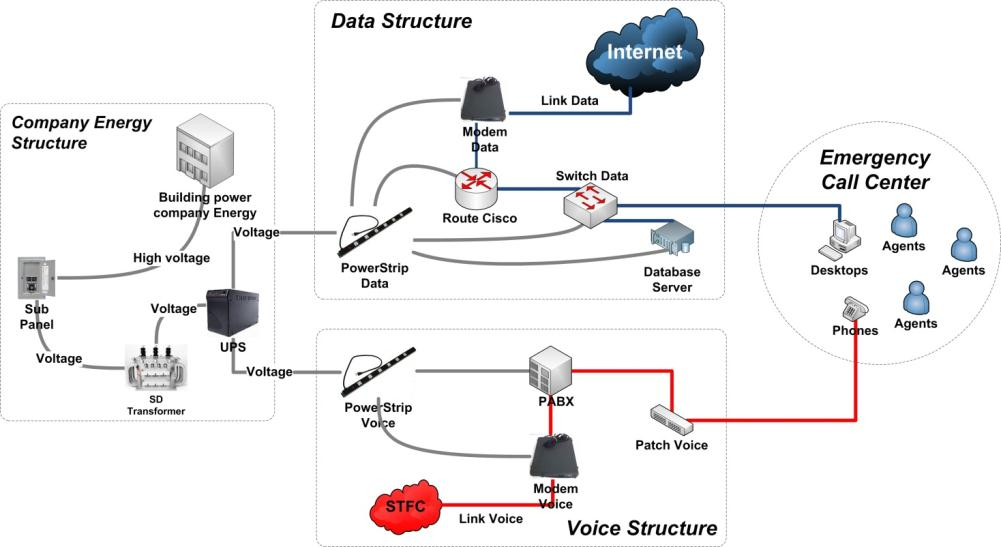 Data Structure
Internet
Link Data
Modem
Data
Company Energy
Structure
Building power
company Energy
High voltage
Sub
Panel
Voltage
SD
Transformer
Voltage
UPS
Voltage
Voltage
Route Cisco
Switch Data
PowerStrip
Data
Database
Server
Emergency
Call Center
Desktops
Agents
Agents
Agents
Phones
PowerStrip
Voice
PABX
Patch Voice
Modem
Voice
STFC
Link Voice
Voice Structure